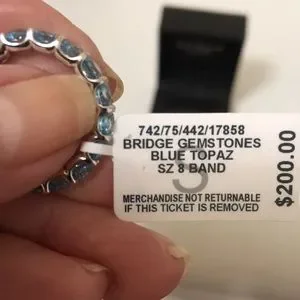 742/75/442/17858
BRIDGE GEMSTONES
BLUE TOPAZ
SZ 8 BAND
S
MERCHANDISE NOT RETURNABLE
IF THIS TICKET IS REMOVED
$200.00